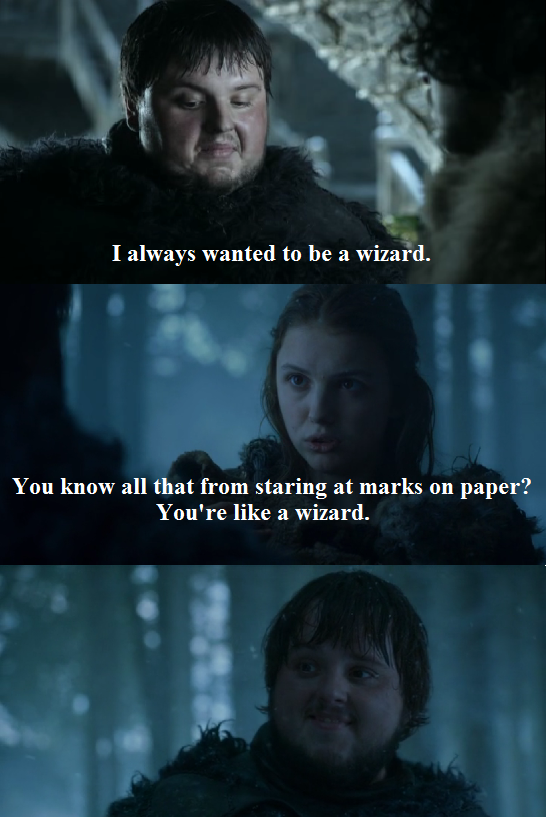 I always wanted to be a wizard.
You know all that from staring at marks on paper?
You're like a wizard.